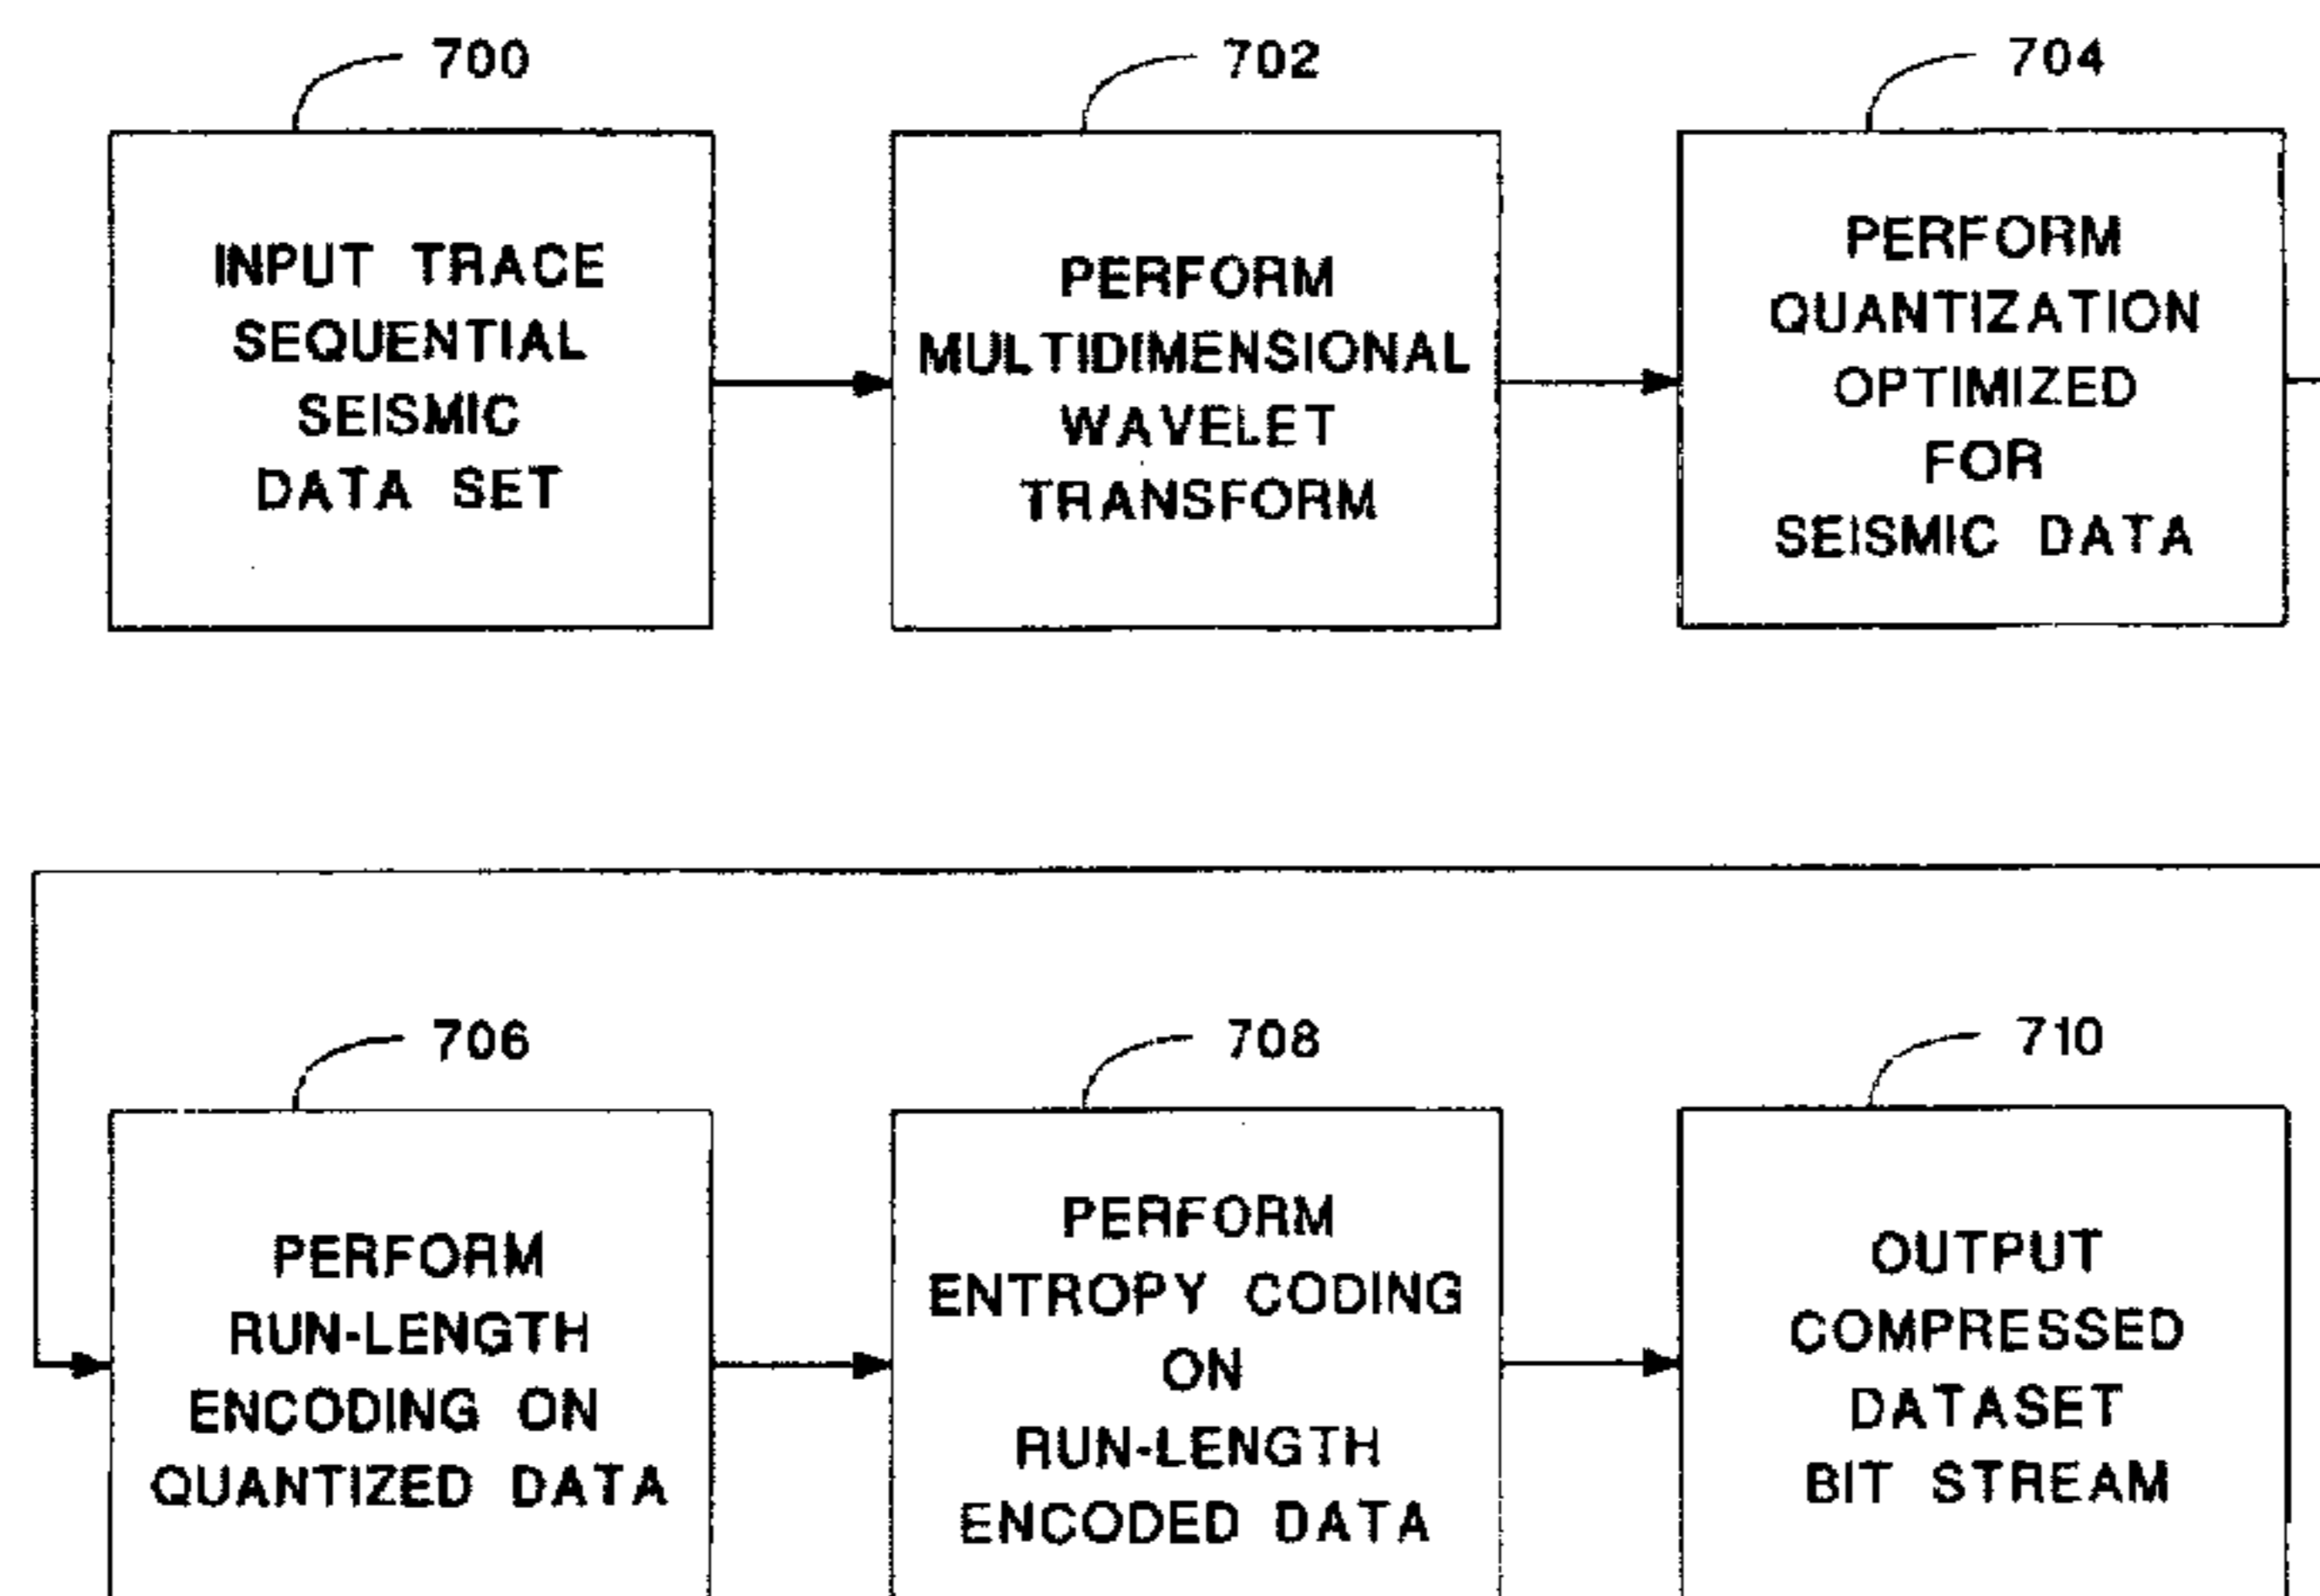 700
INPUT TRACE
SEQUENTIAL
SEISMIC
DATA SET
702
PERFORM
MULTIDIMENSIONAL
WAVELET
TRANSFORM
704
PERFORM
QUANTIZATION
OPTIMIZED
FOR
SEISMIC DATA
706
PERFORM
RUN-LENGTH
ENCODING ON
QUANTIZED DATA
708
PERFORM
ENTROPY CODING
ON
RUN-LENGTH
ENCODED DATA
710
OUTPUT
COMPRESSED
DATASET
BIT STREAM